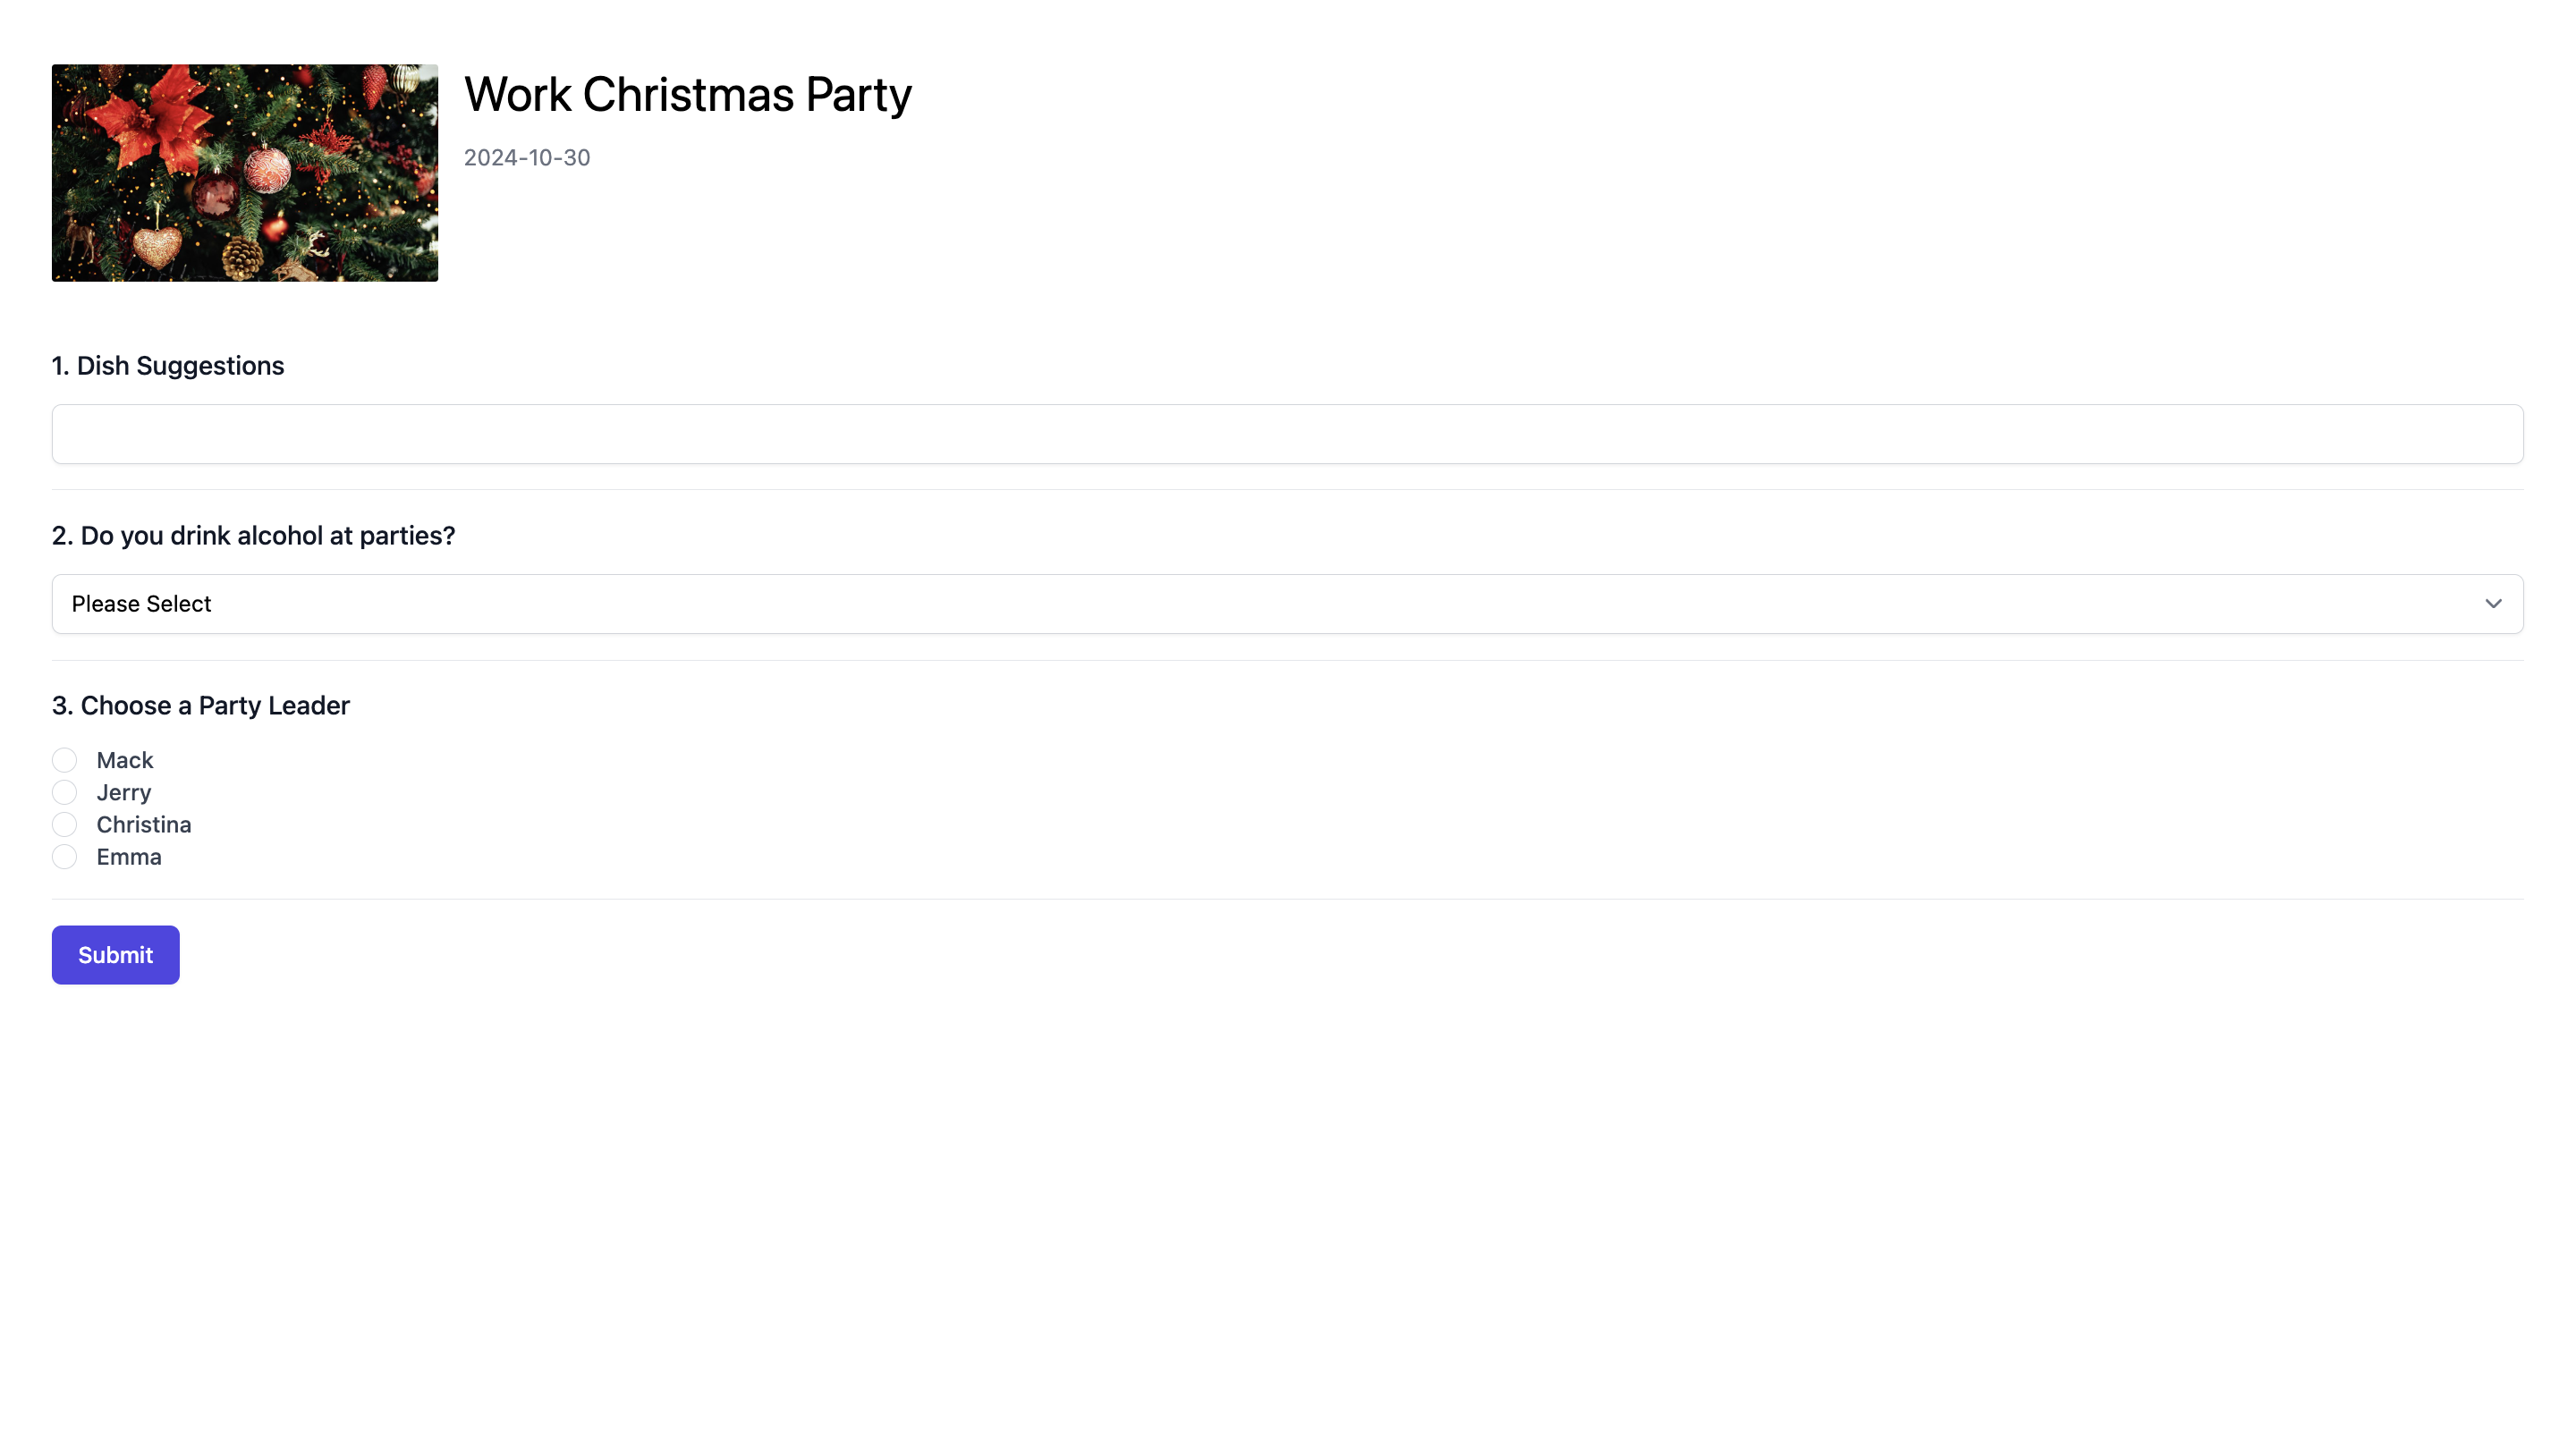 Work Christmas Party
2024-10-30
1. Dish Suggestions
2. Do you drink alcohol at parties?
Please Select
3. Choose a Party Leader
Mack
Jerry
Christina
Emma
Submit